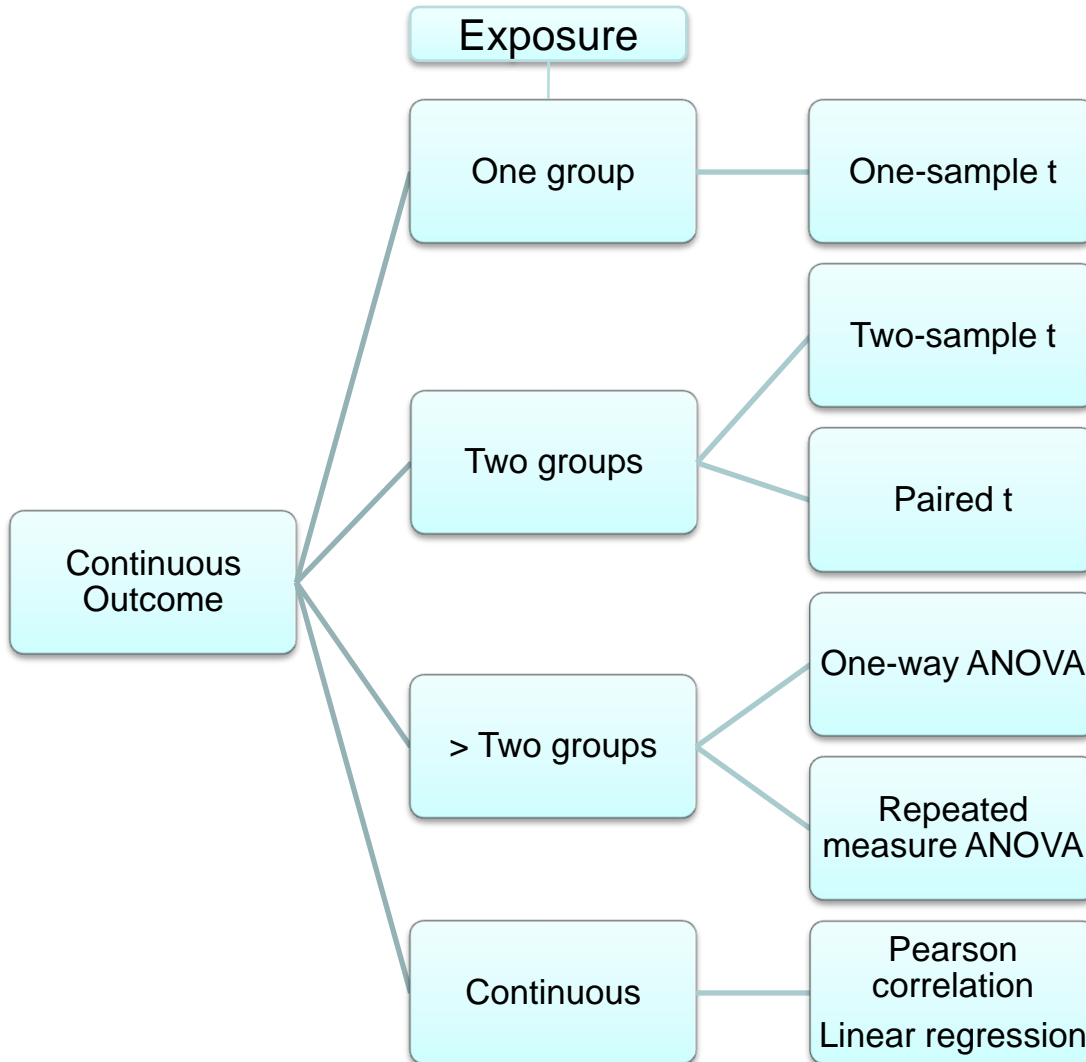 Exposure
One group
One-sample t
Two-sample t
Two groups
Paired t
Continuous
Outcome
One-way ANOVA
> Two groups
Repeated
measure ANOVA
Continuous
Pearson
correlation
Linear regression